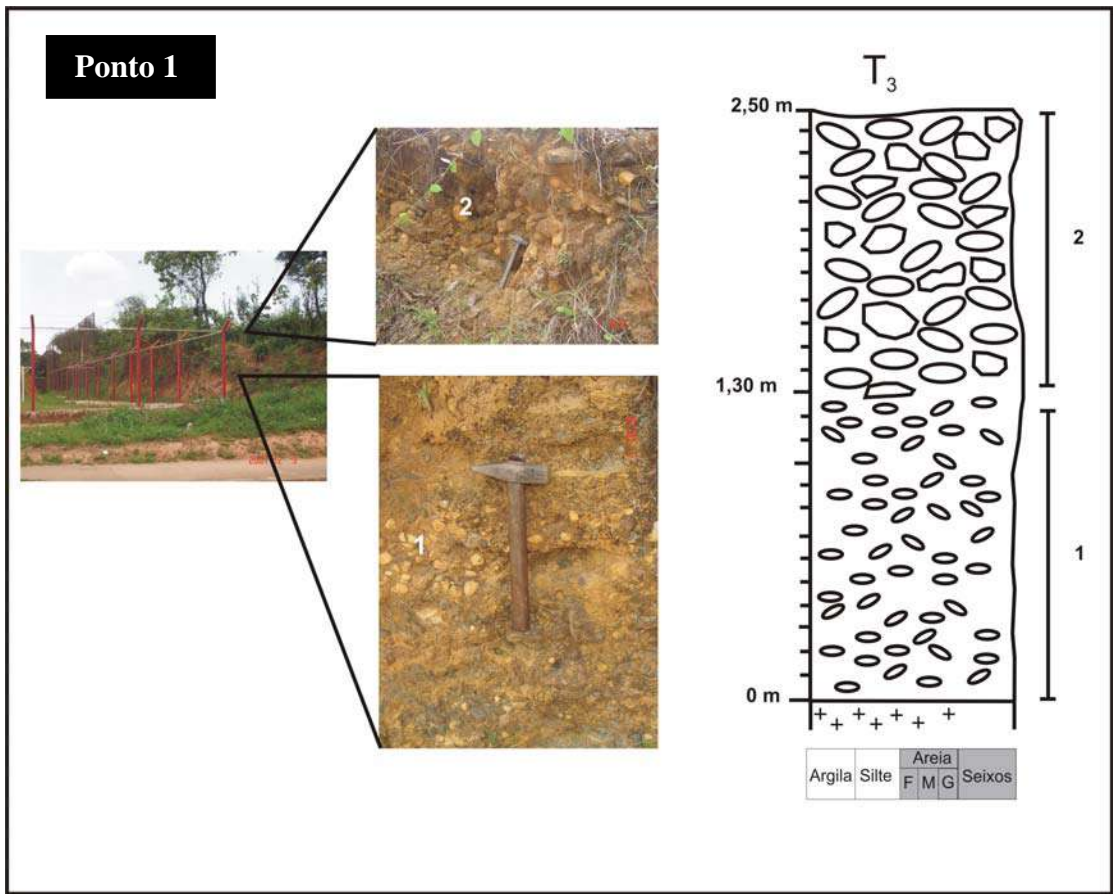 Ponto 1
T3
2,50 m
2
2
1,30 m
1
1
0 m
Argila Silte Areia Seixos
F M G